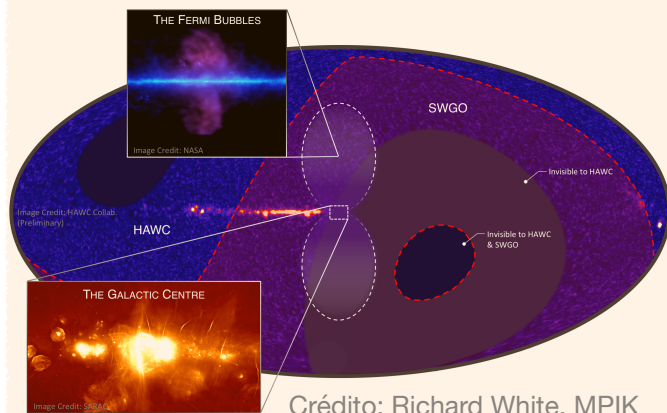 THE FERMI BUBBLES
Image Credit: NASA
SWGO
Invisible to HAWC
Image Credit: HAWC Collab.
(Preliminary)
HAWC
Invisible to HAWC
& SWGO
THE GALACTIC CENTRE
Image Credit: SARAO
Crédito: Richard White, MPIK